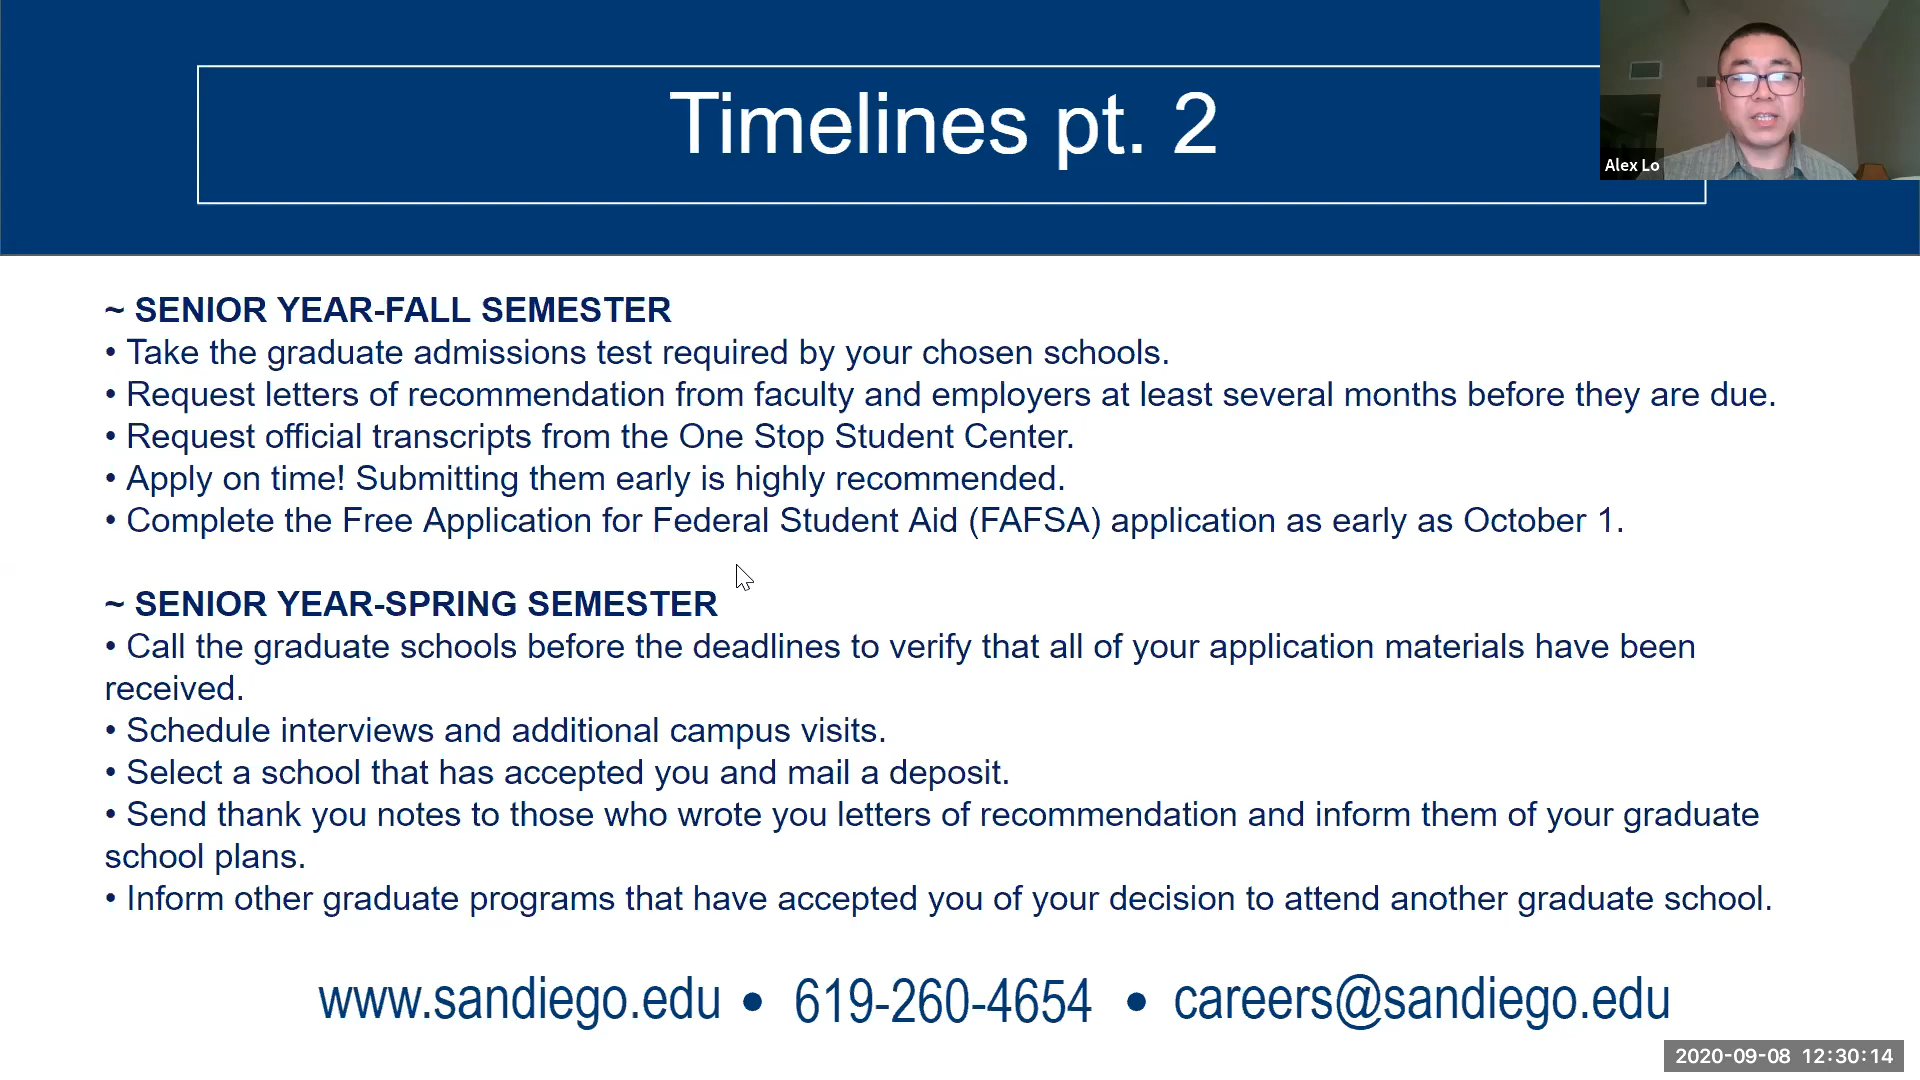 Timelines pt. 2
Alex Lo
~ SENIOR YEAR-FALL SEMESTER
• Take the graduate admissions test required by your chosen schools.
• Request letters of recommendation from faculty and employers at least several months before they are due.
• Request official transcripts from the One Stop Student Center.
• Apply on time! Submitting them early is highly recommended.
• Complete the Free Application for Federal Student Aid (FAFSA) application as early as October 1.
~ SENIOR YEAR-SPRING SEMESTER
• Call the graduate schools before the deadlines to verify that all of your application materials have been
received.
• Schedule interviews and additional campus visits.
• Select a school that has accepted you and mail a deposit.
• Send thank you notes to those who wrote you letters of recommendation and inform them of your graduate
school plans.
• Inform other graduate programs that have accepted you of your decision to attend another graduate school.
www.sandiego.edu • 619-260-4654 • careers@sandiego.edu
2020-09-08 12:30:14